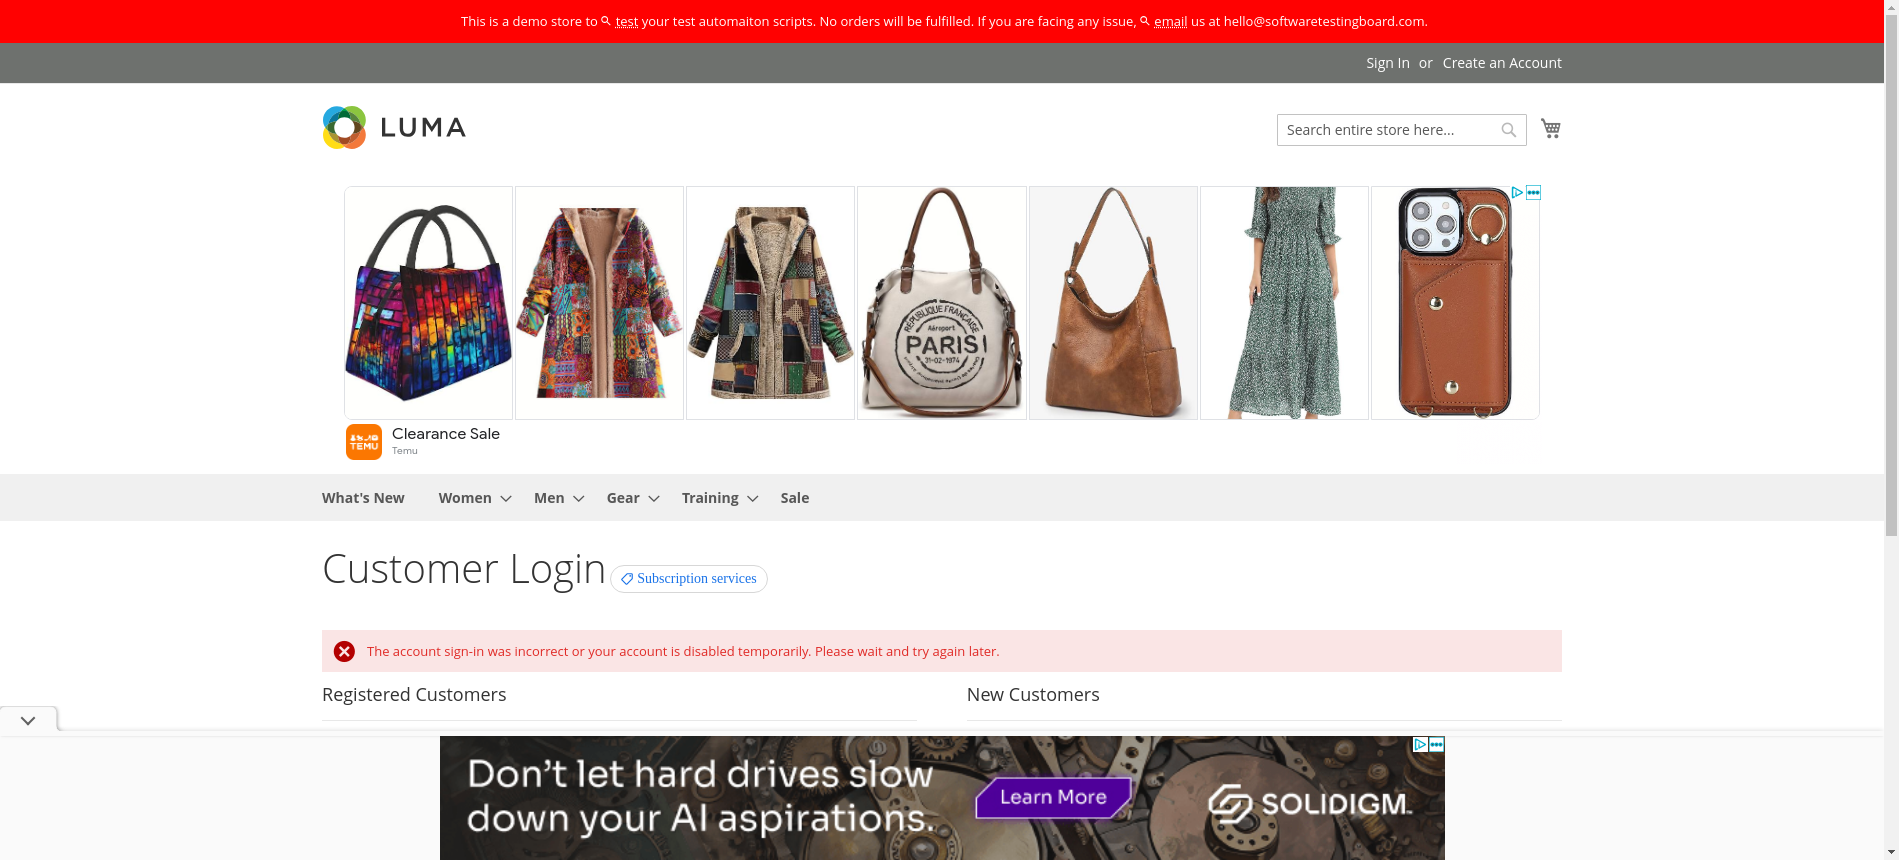 This is a demo store to test your test automaiton scripts. No orders will be fulfilled. If you are facing any issue, email us at hello@softwaretestingboard.com.
Sign In or Create an Account
LUMA
Search entire store here...
RÉPUBLIQUE FRANÇAISE
Aéroport
PARIS
31-02-1974
TEMU
Clearance Sale
Temu
What's New Women Men Gear Training Sale
Customer Login
Subscription services
The account sign-in was incorrect or your account is disabled temporarily. Please wait and try again later.
Registered Customers
New Customers
Don't let hard drives slow
down your AI aspirations.
Learn More
SOLIDIGM